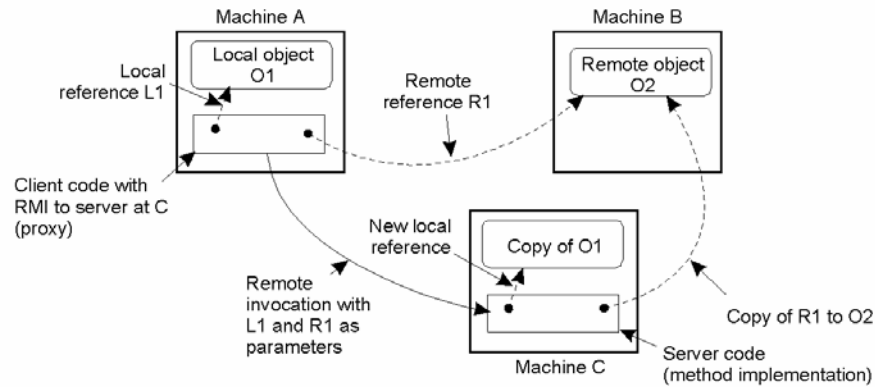 Machine A
Machine B
Local object
O1
Remote object
O2
Local
reference L1
Remote
reference R1
Client code with
RMI to server at C
(proxy)
New local
reference
Copy of O1
Remote
invocation with
L1 and R1 as
parameters
Copy of R1 to O2
Machine C
Server code
(method implementation)